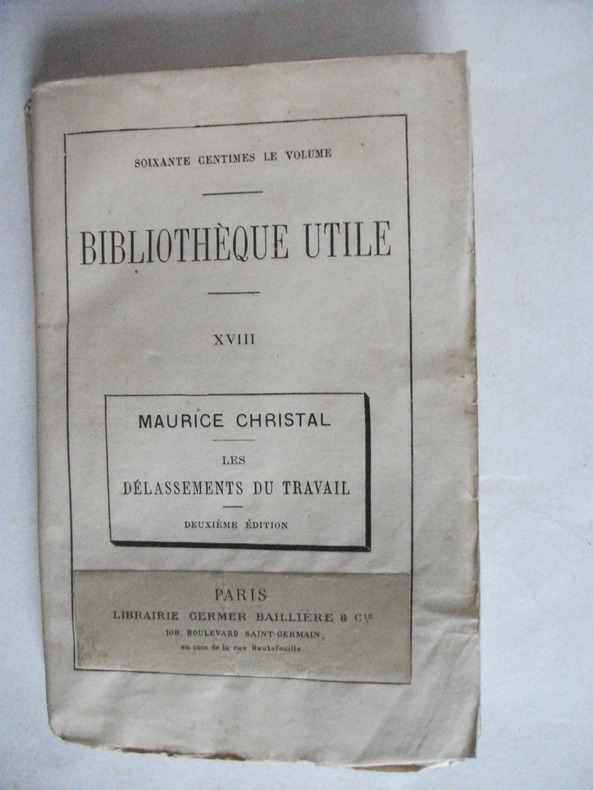 SOIXANTE CENTIMES LE VOLUME
BIBLIOTHÈQUE UTILE
XVIII
MAURICE CHRISTAL
LES
DÉLASSEMENTS DU TRAVAIL
DEUXIÈME ÉDITION
PARIS
LIBRAIRIE GERMER BAILLIÈRE & CIE
108, BOULEVARD SAINT-GERMAIN,
au coin de la rue Hautefeuille.